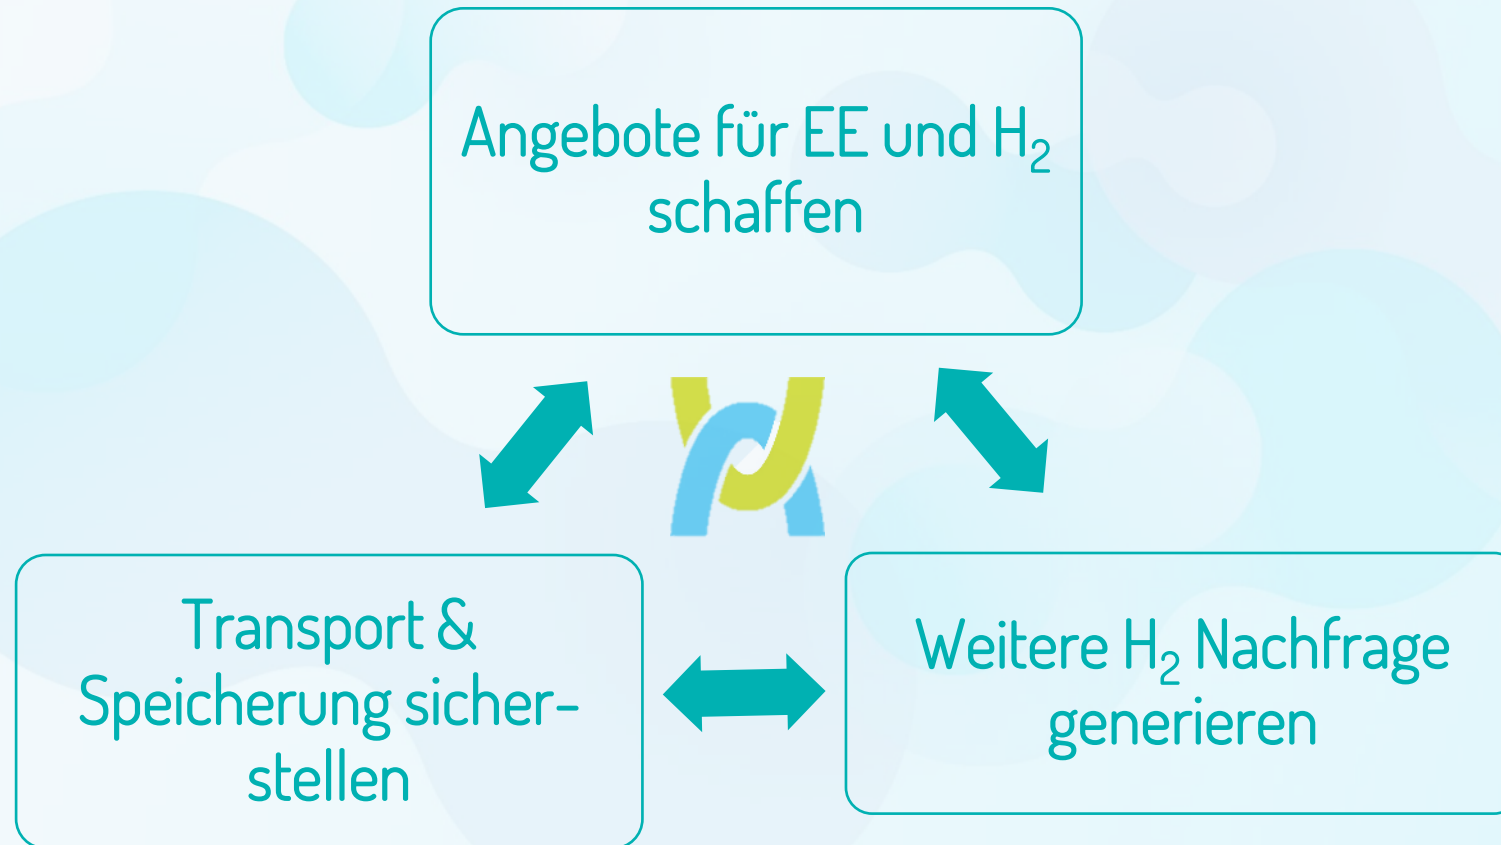 Angebote für EE und H₂
schaffen
Transport &
Speicherung sicher-
stellen
Weitere H₂ Nachfrage
generieren